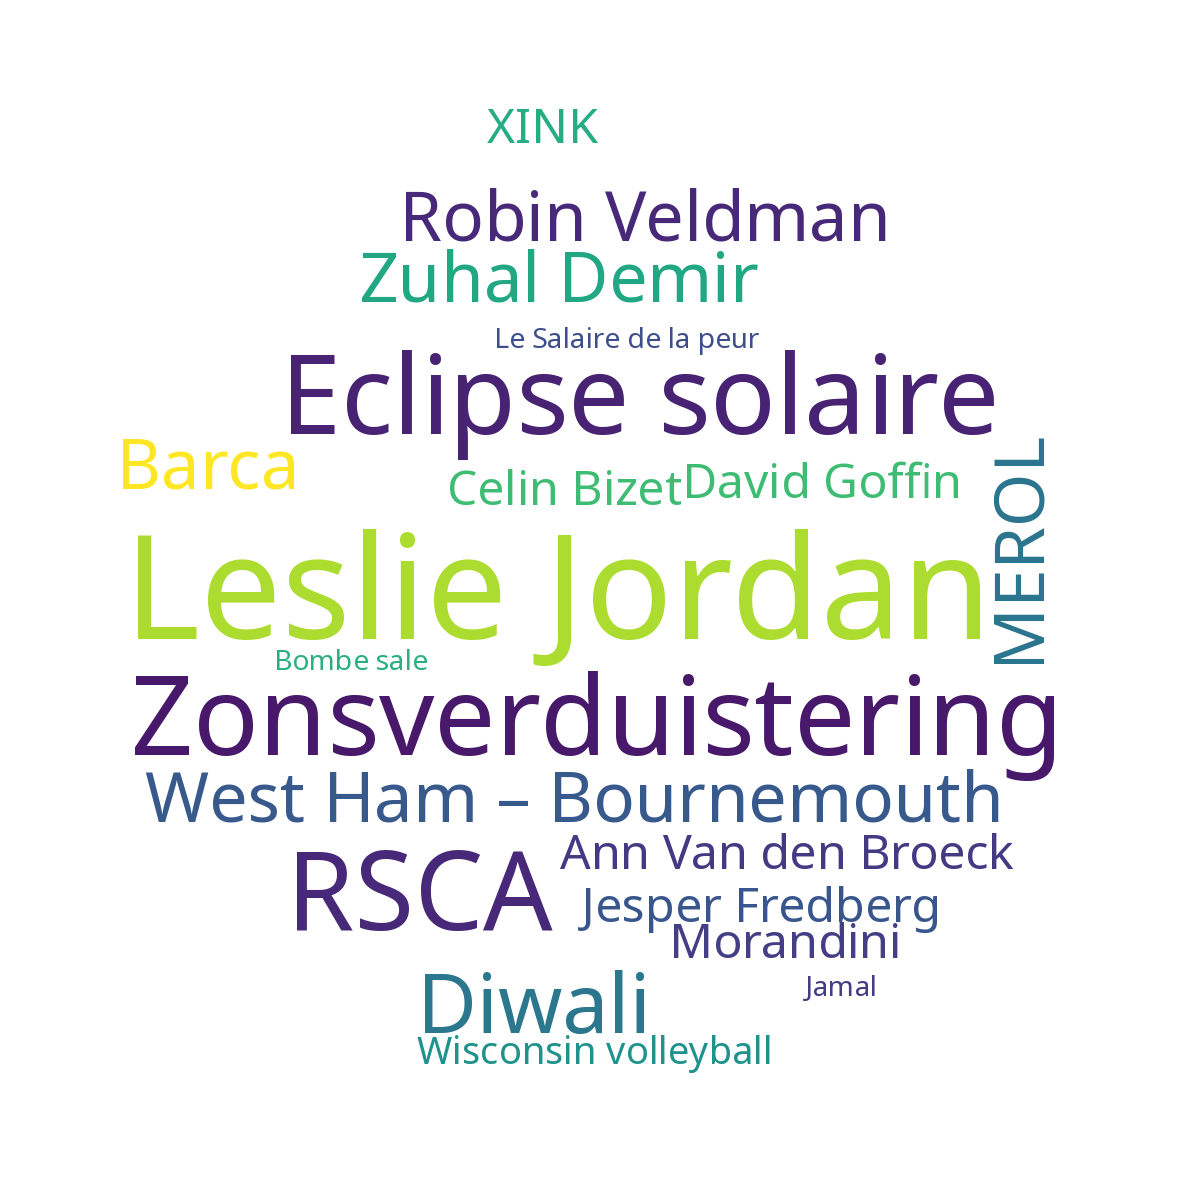 XINK
Robin Veldman
Zuhal Demir
Le Salaire de la peur
Eclipse solaire
Barca
Celin Bizet
David Goffin
MEROL
Leslie Jordan
Bombe sale
Zonsverduistering
West Ham – Bournemouth
RSCA
Ann Van den Broeck
Jesper Fredberg
Morandini
Jamal
Diwali
Wisconsin volleyball